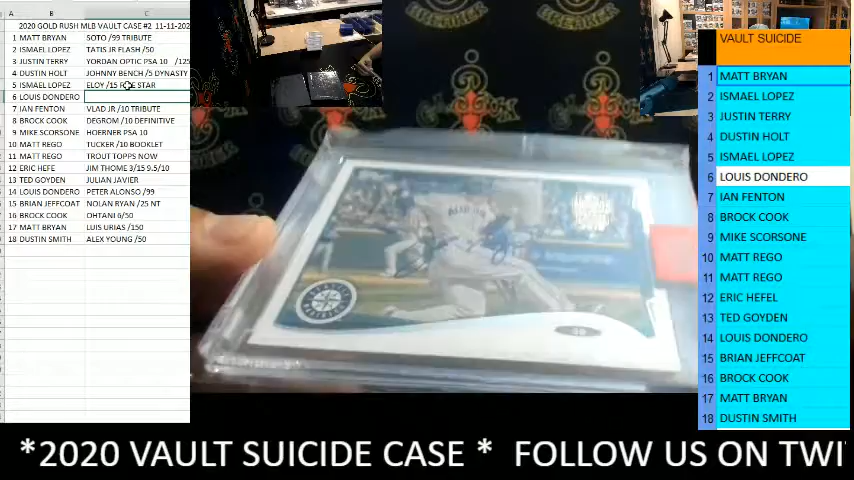 A B C
2020 GOLD RUSH MLB VAULT CASE #2 11-11-202
1 MATT BRYAN SOTO /99 TRIBUTE
2 ISMAEL LOPEZ TATIS JR FLASH /50
3 JUSTIN TERRY YORDAN OPTIC PSA 10 /125
4 DUSTIN HOLT JOHNNY BENCH /5 DYNASTY
5 ISMAEL LOPEZ ELOY /15 FIVE STAR
6 LOUIS DONDERO
7 IAN FENTON VLAD JR /10 TRIBUTE
8 BROCK COOK DEGROM /10 DEFINITIVE
9 MIKE SCORSONE HOERNER PSA 10
10 MATT REGO TUCKER /10 BOOKLET
11 MATT REGO TROUT TOPPS NOW
12 ERIC HEFE JIM THOME 3/15 9.5/10
13 TED GOYDEN JULIAN JAVIER
14 LOUIS DONDERO PETER ALONSO /99
15 BRIAN JEFFCOAT NOLAN RYAN /25 NT
16 BROCK COOK OHTANI 6/50
17 MATT BRYAN LUIS URIAS /150
18 DUSTIN SMITH ALEX YOUNG /50
VAULT SUICIDE
1 MATT BRYAN
2 ISMAEL LOPEZ
3 JUSTIN TERRY
4 DUSTIN HOLT
5 ISMAEL LOPEZ
6 LOUIS DONDERO
7 IAN FENTON
8 BROCK COOK
9 MIKE SCORSONE
10 MATT REGO
11 MATT REGO
12 ERIC HEFEL
13 TED GOYDEN
14 LOUIS DONDERO
15 BRIAN JEFFCOAT
16 BROCK COOK
17 MATT BRYAN
18 DUSTIN SMITH
*2020 VAULT SUICIDE CASE * FOLLOW US ON TWI